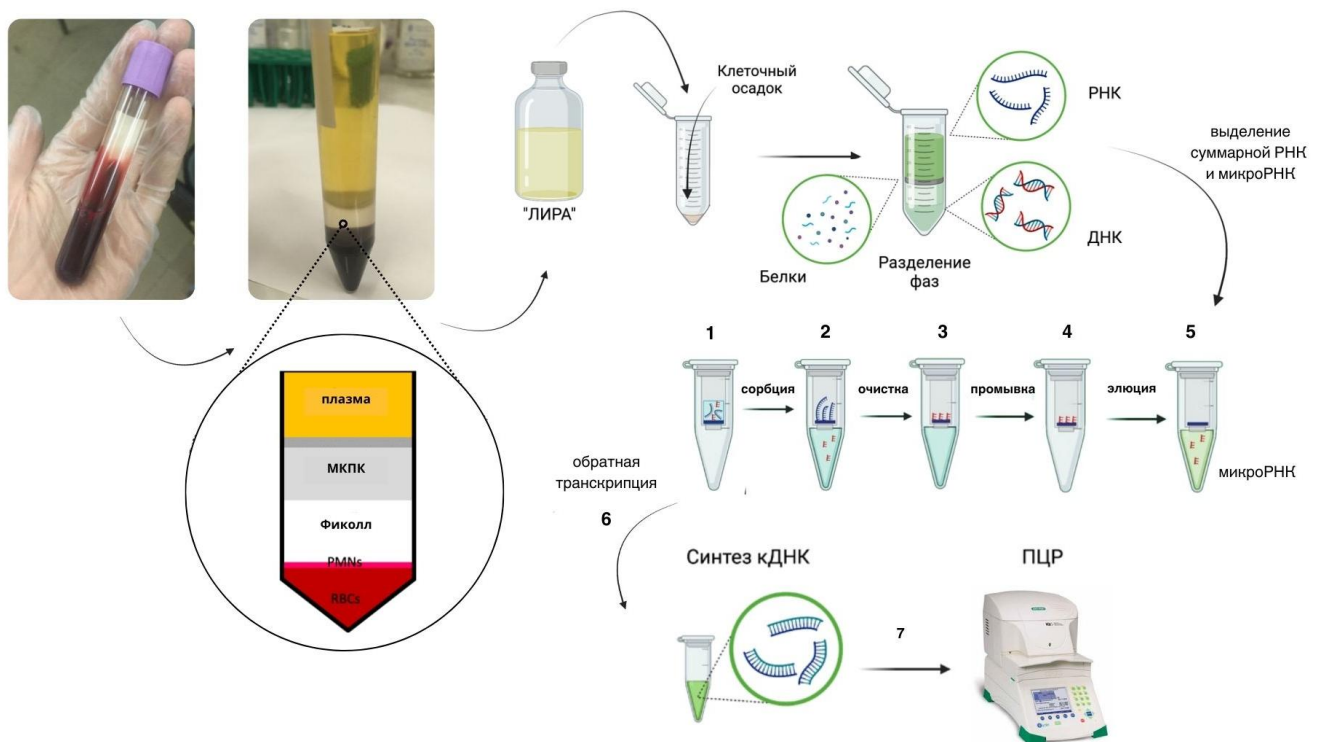 "ЛИРА"
Клеточный
осадок
РНК
ДНК
Белки
Разделение
фаз
выделение
суммарной РНК
и микроРНК
плазма
МКПК
Фиколл
PMNs
RBCs
1
2
3
4
5
сорбция
очистка
промывка
элюция
микроРНК
обратная
транскрипция
6
Синтез кДНК
7
ПЦР